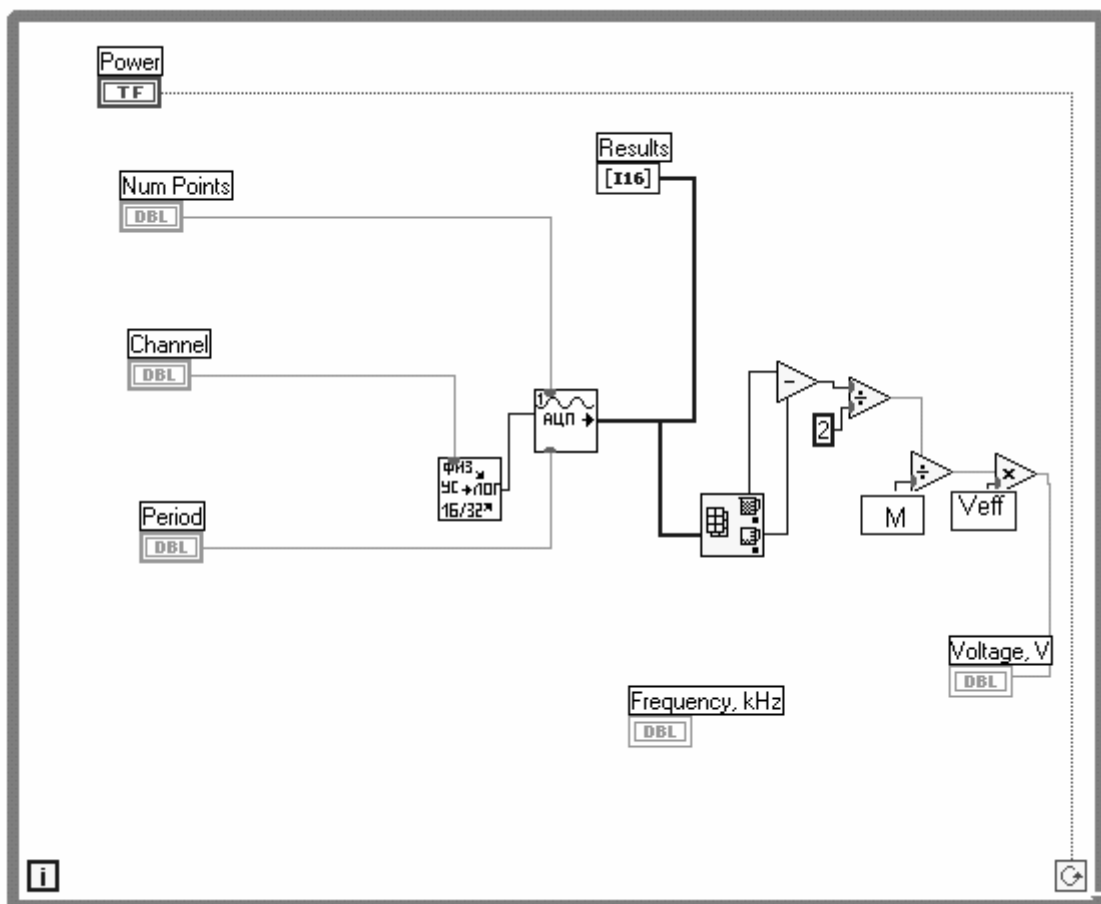 Power
TF
Results
[I16]
Num Points
DBL
Channel
DBL
1
АЦП
ФИЗ
УС ЛОГ
16/32
2
Period
DBL
M
Veff
Voltage, V
DBL
Frequency, kHz
DBL
i